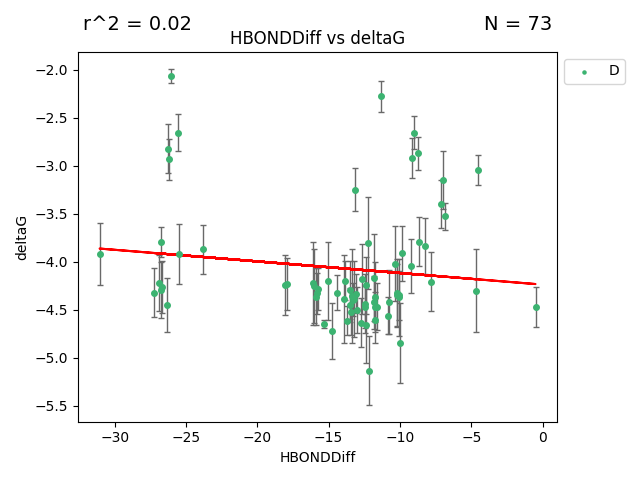 r^2 = 0.02
N = 73
HBONDDiff vs deltaG
D
−2.0
−2.5
−3.0
−3.5
−4.0
−4.5
−5.0
−5.5
deltaG
−30
−25
−20
−15
−10
−5
0
HBONDDiff